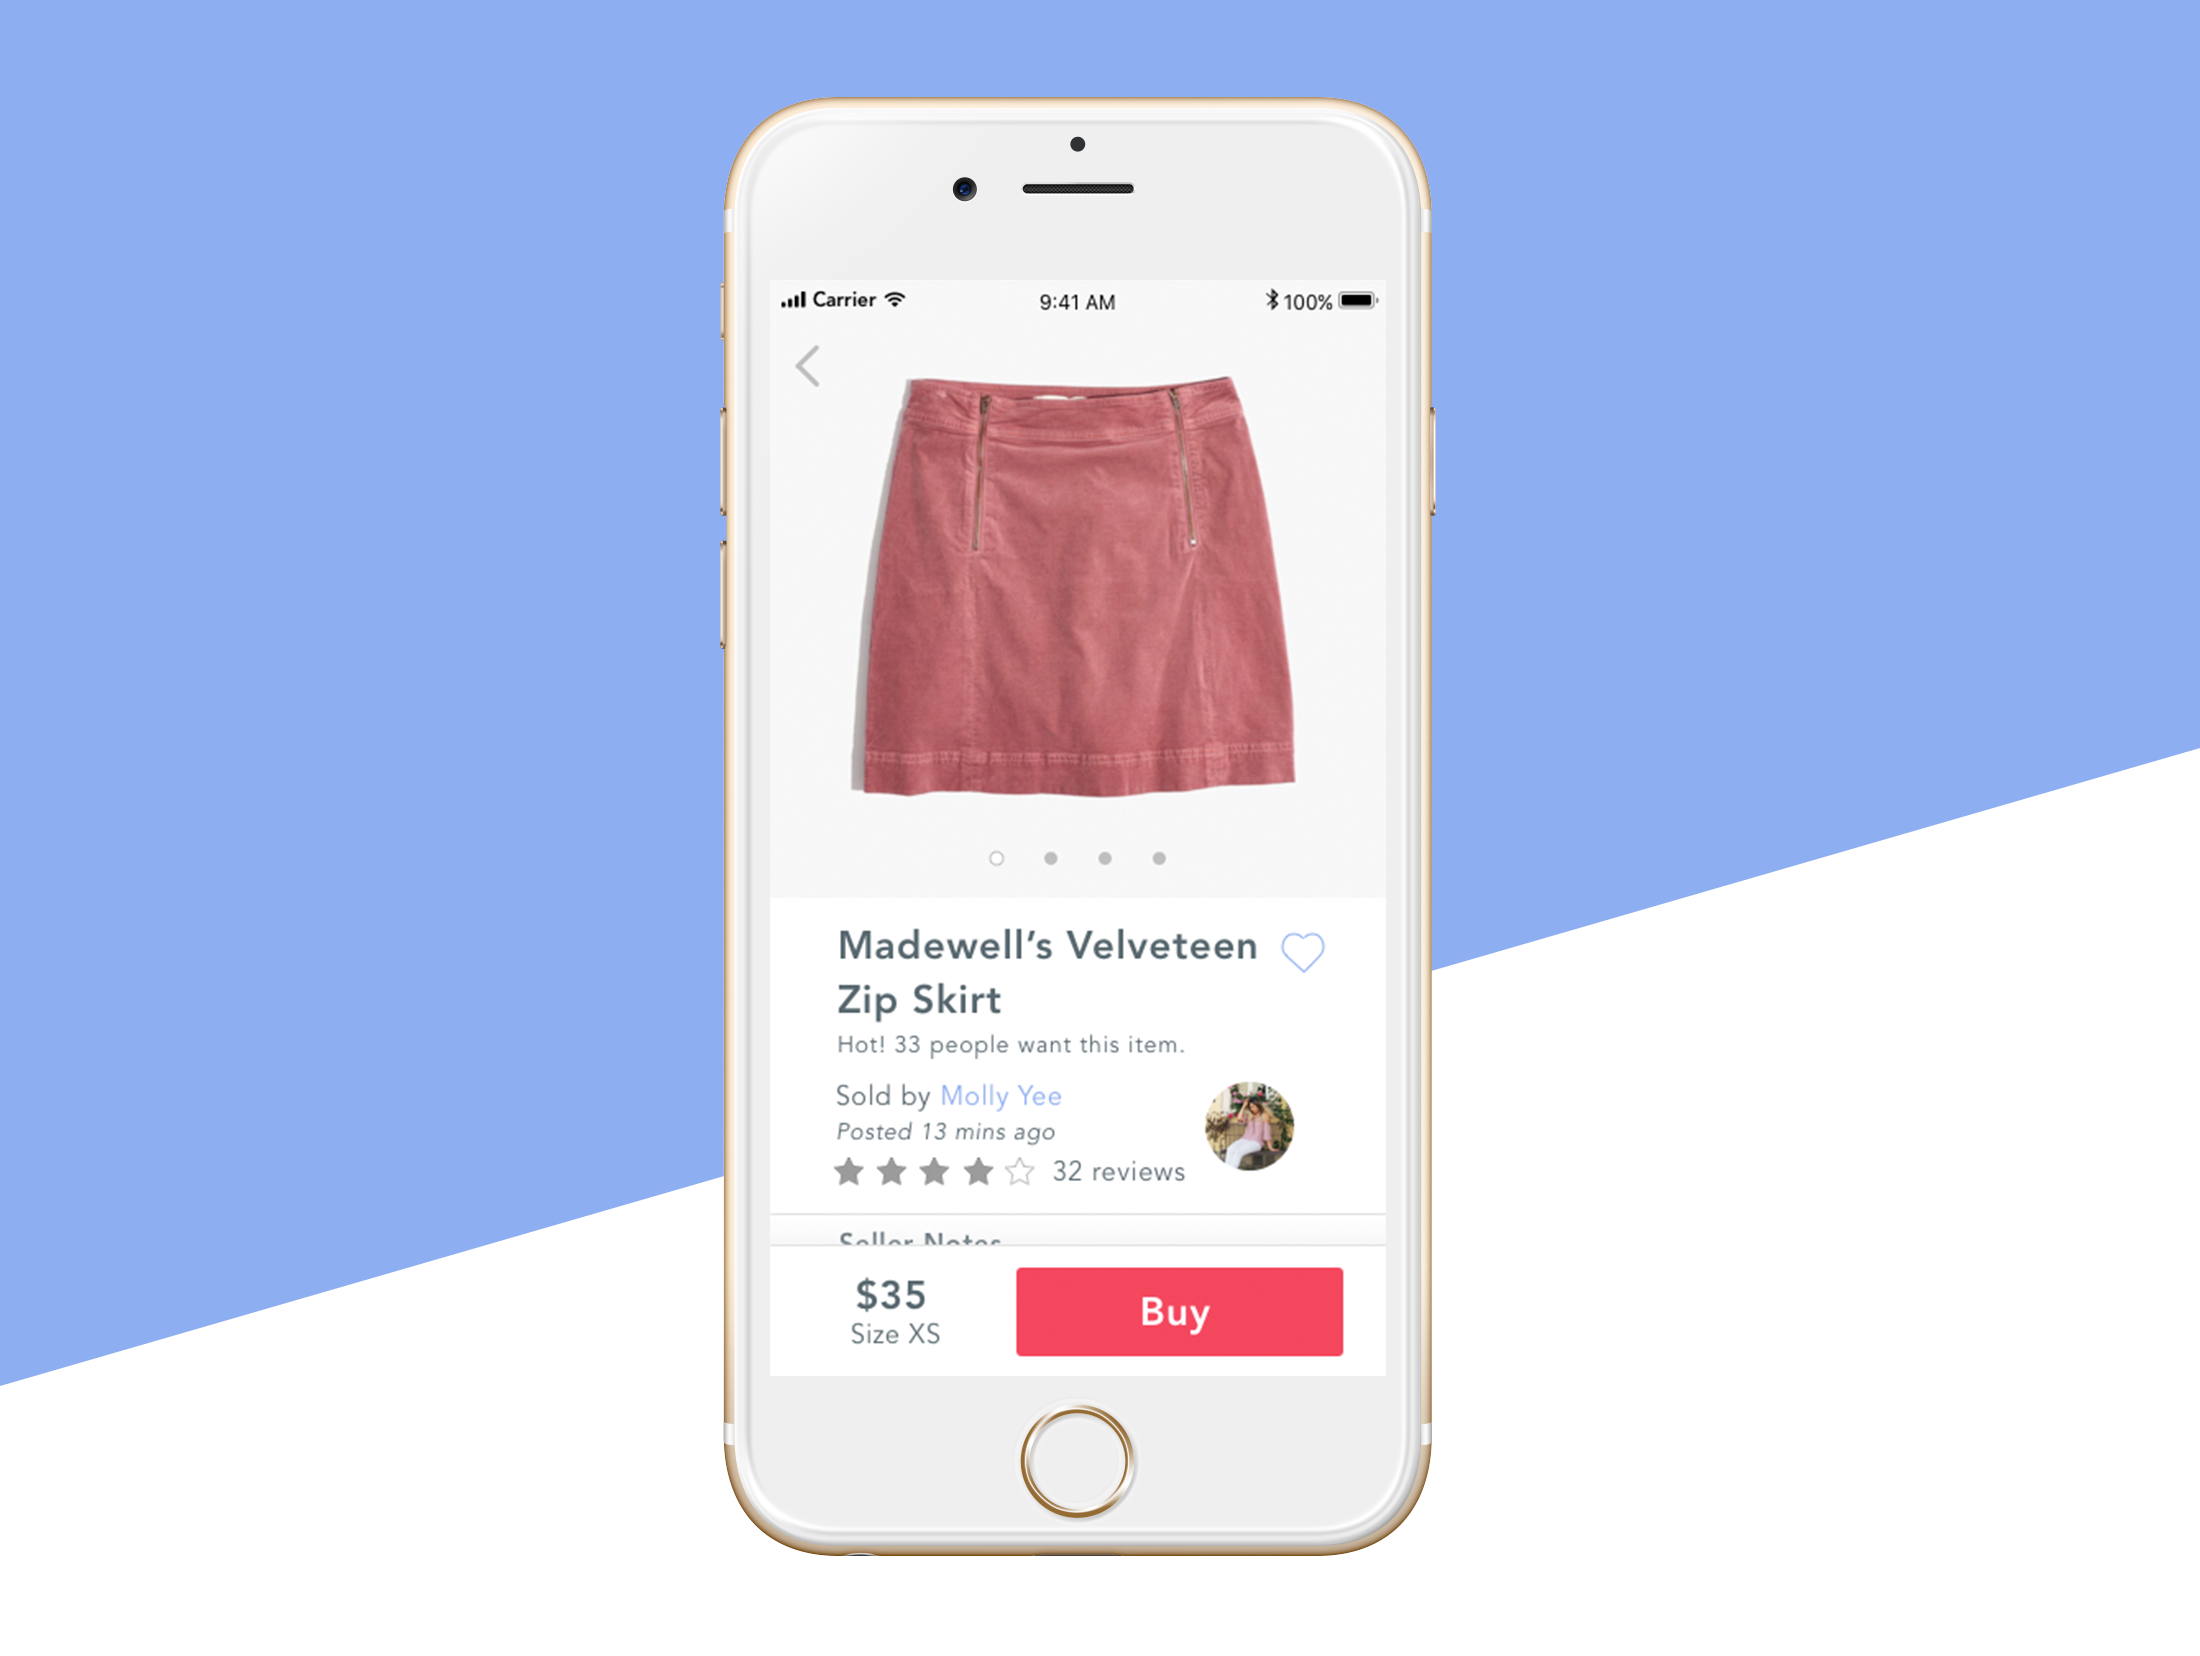 Carrier 9:41 AM 100%
Madewell’s Velveteen
Zip Skirt
Hot! 33 people want this item.
Sold by Molly Yee
Posted 13 mins ago
32 reviews
Seller Notes
$35
Size XS
Buy